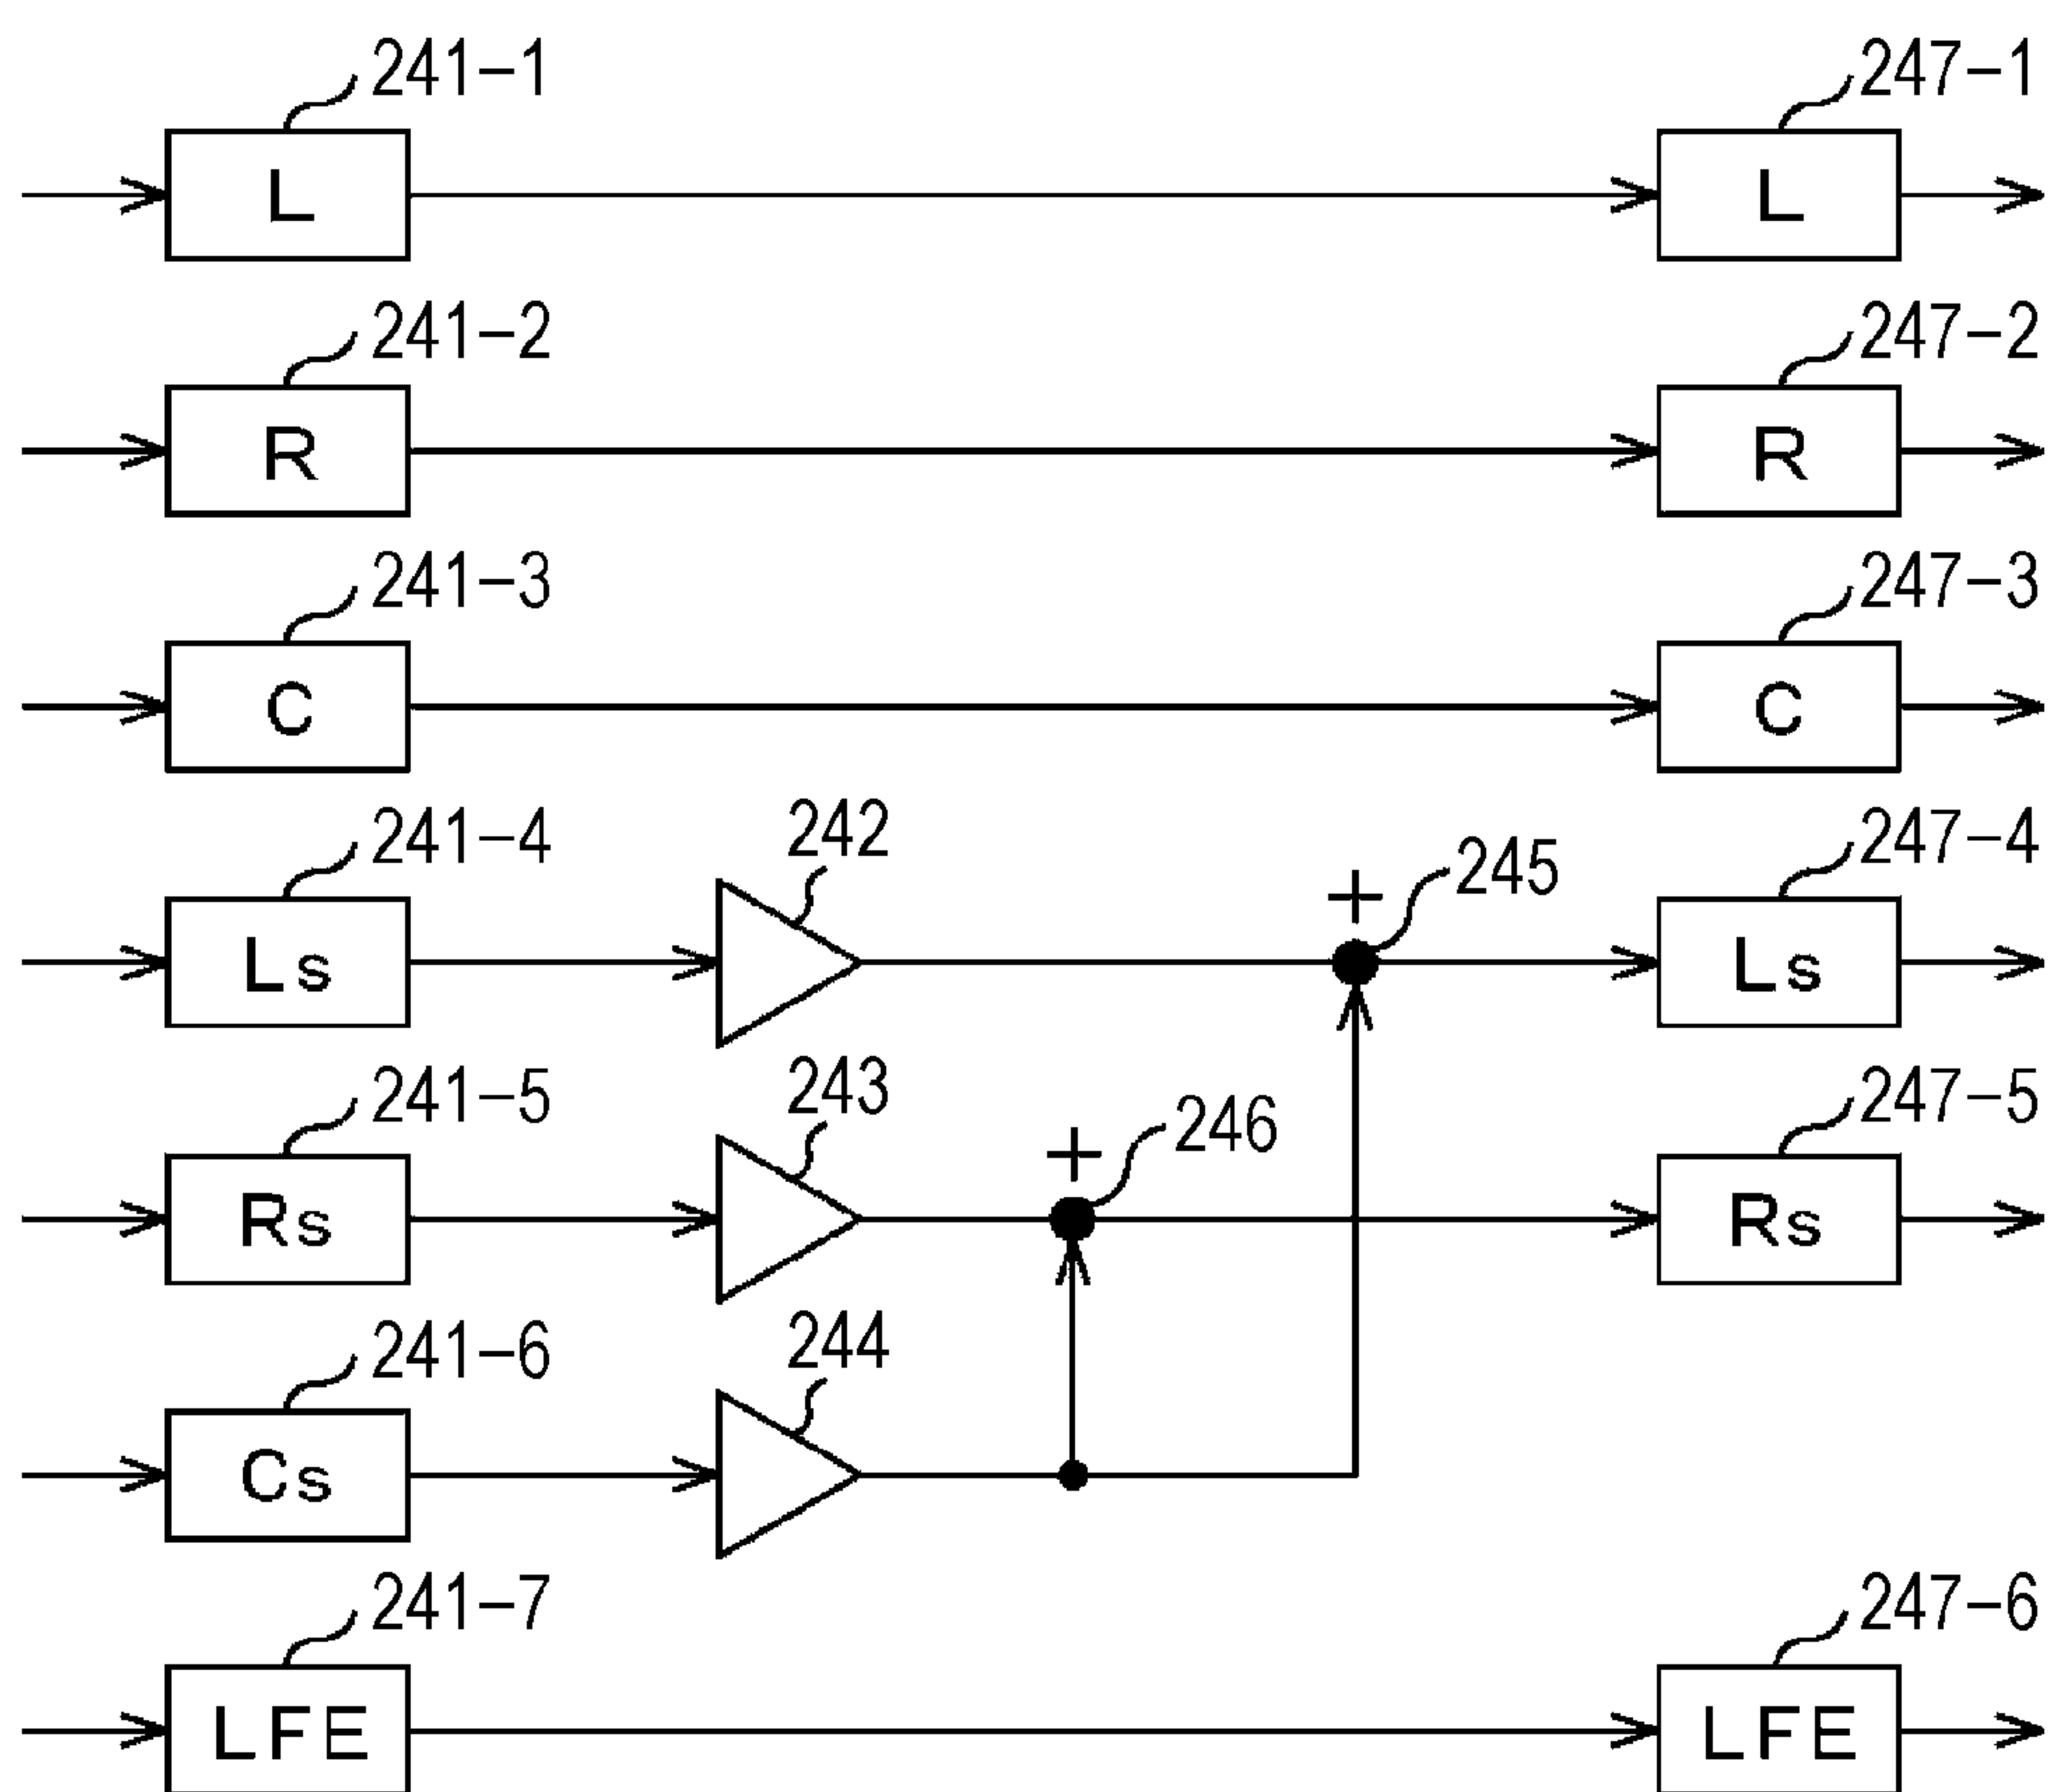 241-1 247-1
L L
241-2 247-2
R R
241-3 247-3
C C
241-4 242 245 247-4
+
Ls Ls
241-5 243 246 247-5
+
Rs Rs
241-6 244
Cs
241-7 247-6
LFE LFE